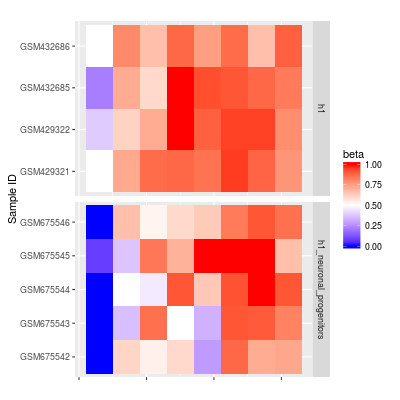 GSM432686
GSM432685
GSM429322
GSM429321
h1
GSM675546
GSM675545
GSM675544
GSM675543
GSM675542
h1_neuronal_progenitors
Sample ID
beta
1.00
0.75
0.50
0.25
0.00